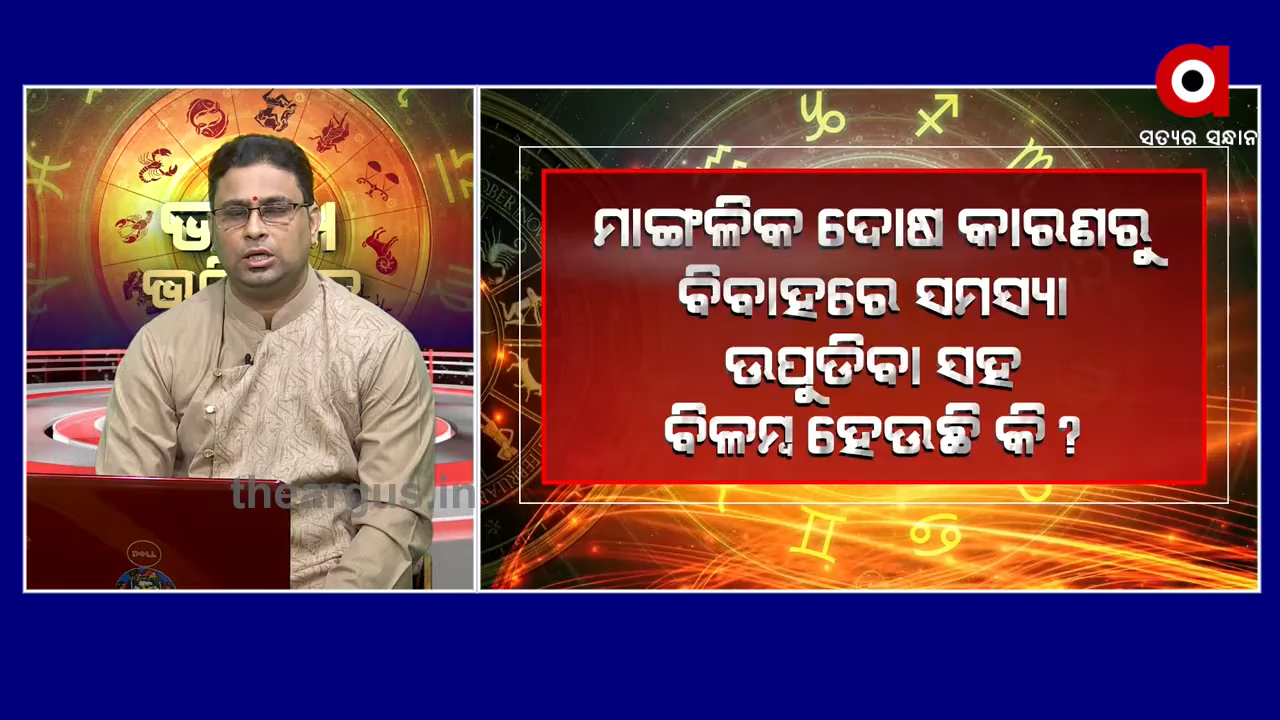 ସତ୍ୟର ସନ୍ଧାନ
ମାଙ୍ଗଳିକ ଦୋଷ କାରଣରୁ
ବିବାହରେ ସମସ୍ୟା
ଉପୁଡିବା ସହ
ବିଳମ୍ବ ହେଉଛି କି ?
theargus.in
DELL